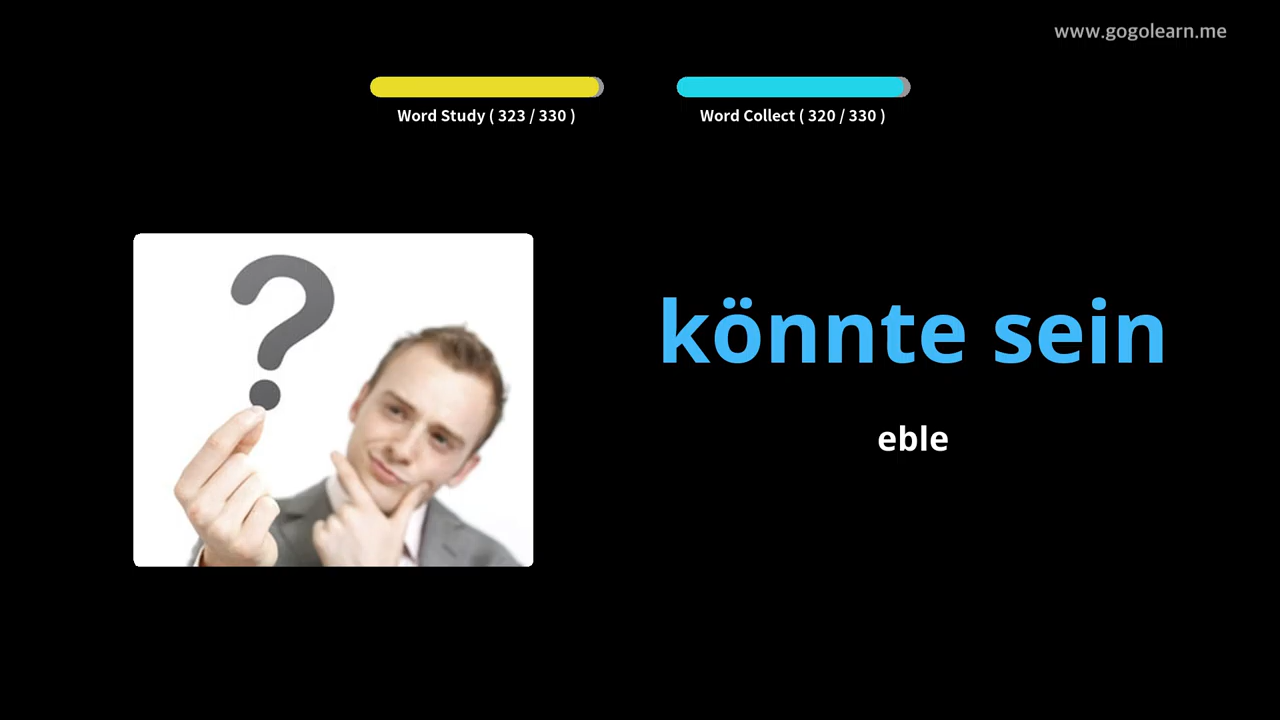 www.gogolearn.me
Word Study ( 323 / 330 )
Word Collect ( 320 / 330 )
könnte sein
eble